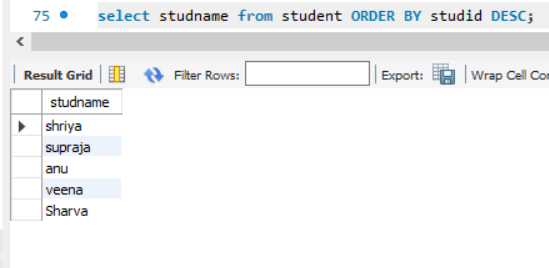 75 select studname from student ORDER BY studid DESC;
Result Grid Filter Rows: Export: Wrap Cell Cor
studname
shriya
supraja
anu
veena
Sharva